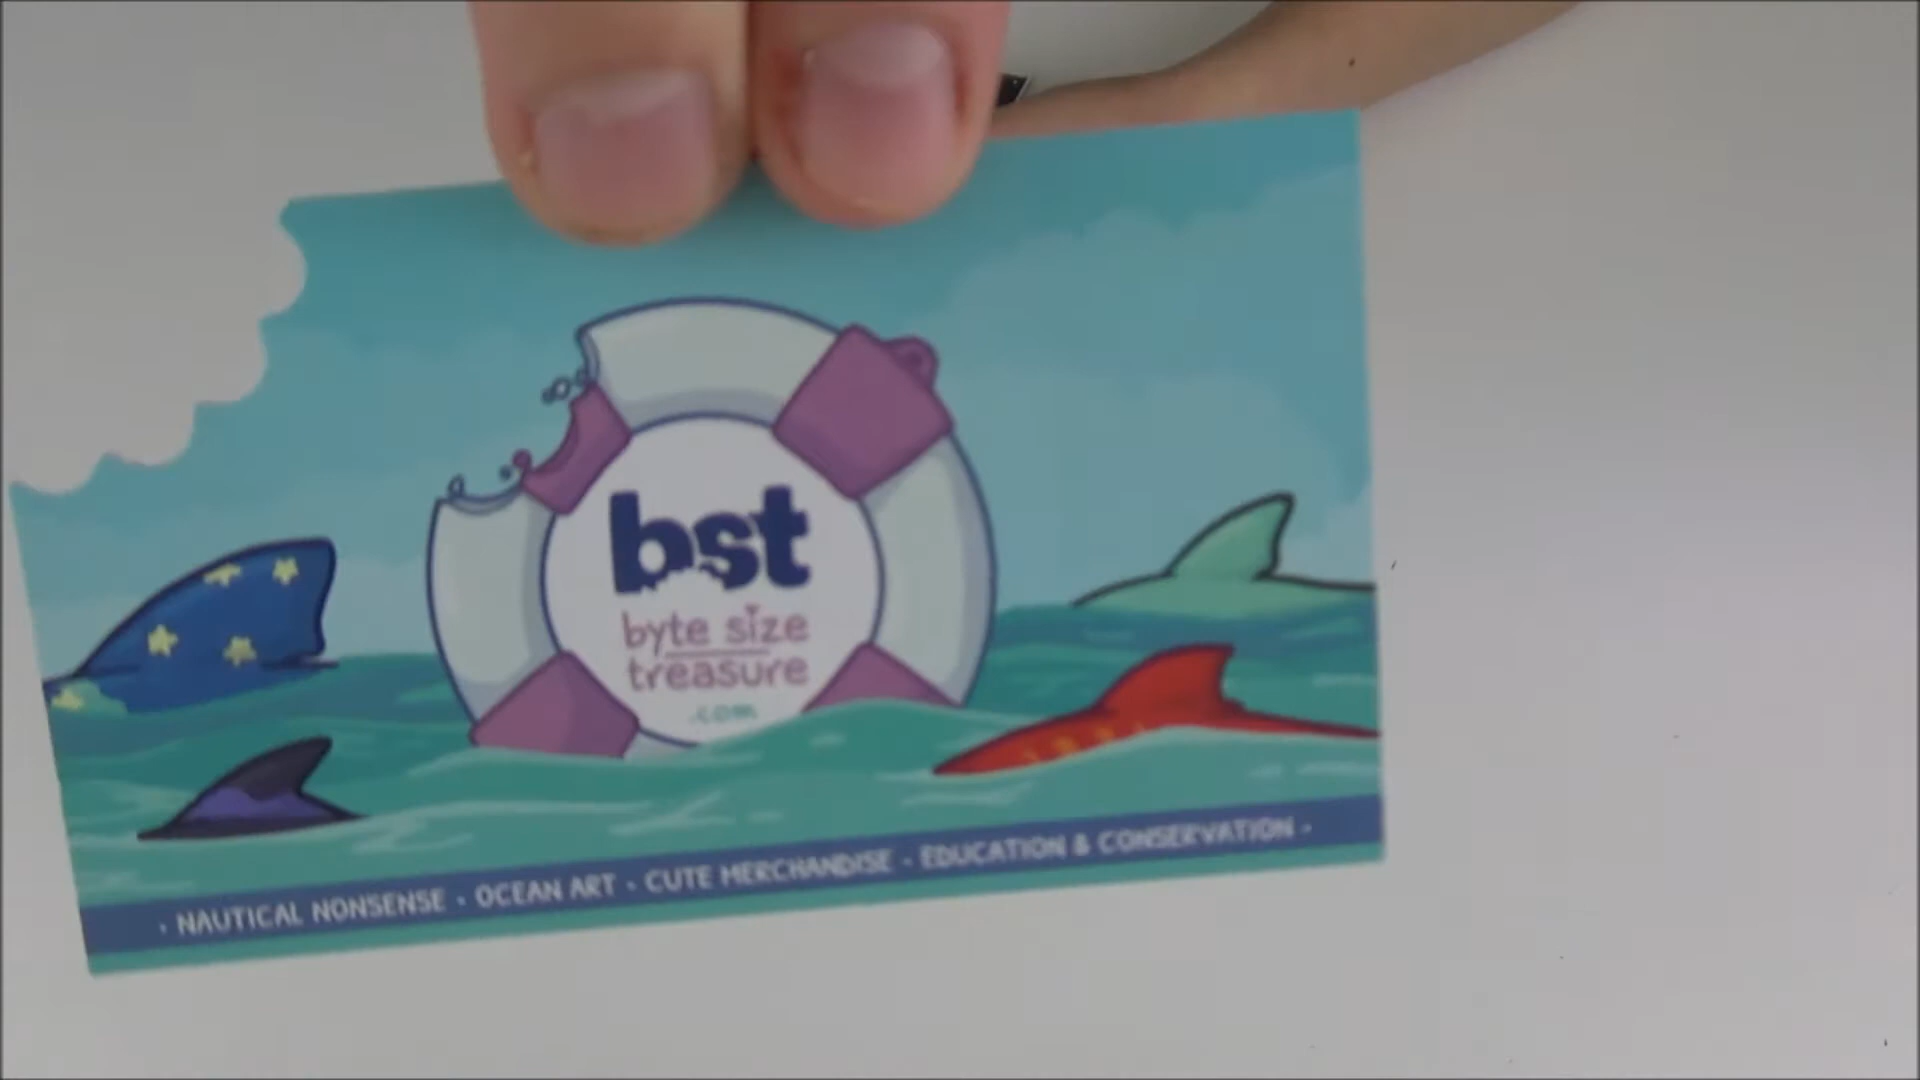 bst
byte size
treasure
.com
• NAUTICAL NONSENSE • OCEAN ART • CUTE MERCHANDISE • EDUCATION & CONSERVATION •